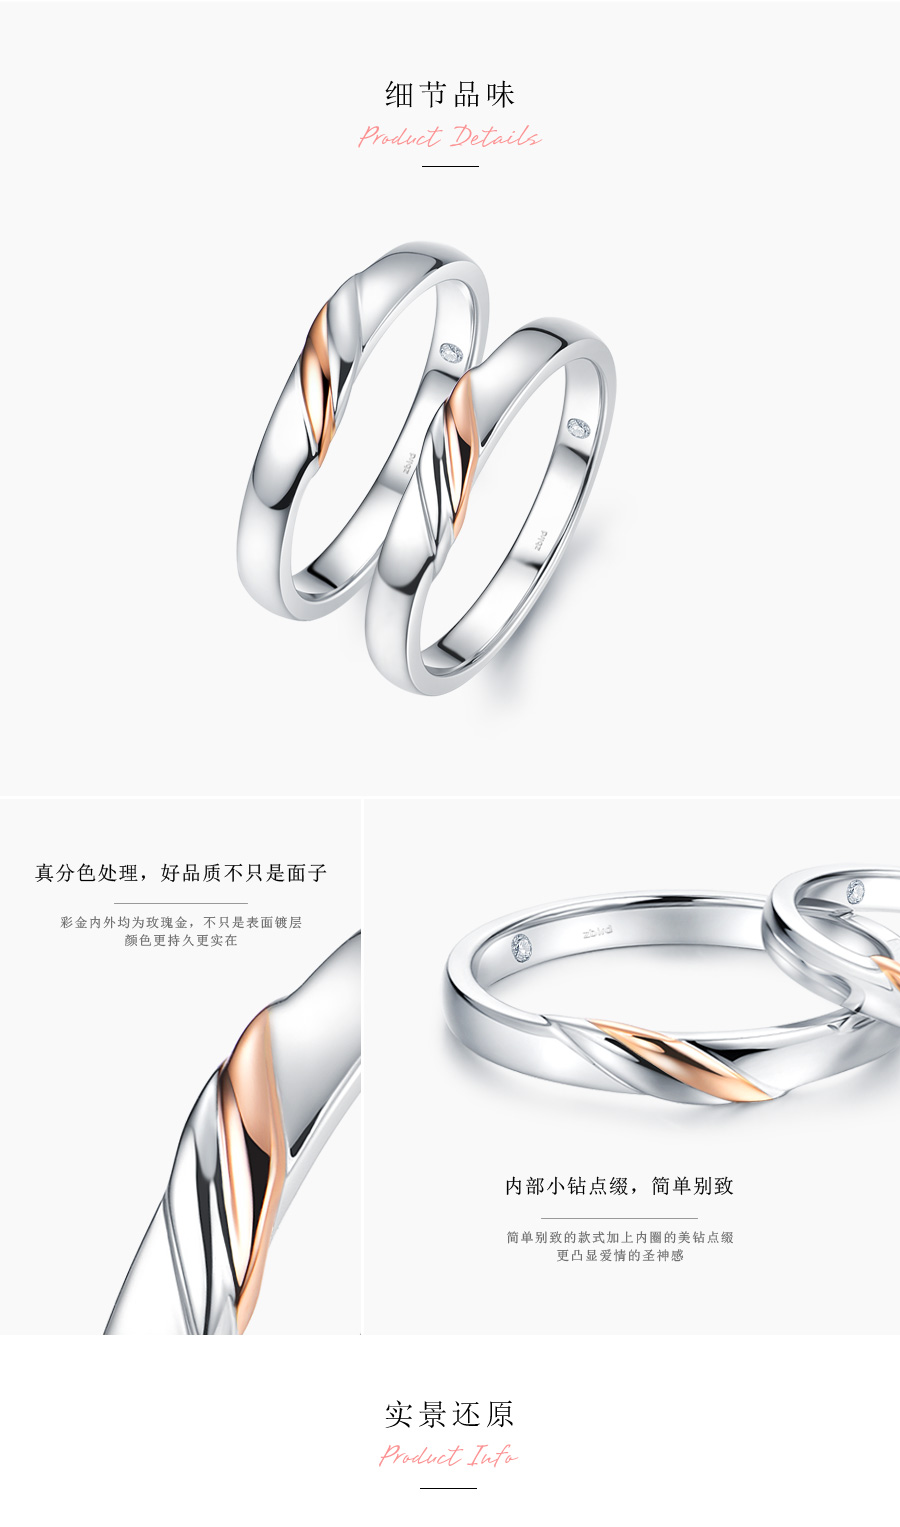 细节品味
Product Details
zbird
zbird
真分色处理，好品质不只是面子
彩金内外均为玫瑰金，不只是表面镀层
颜色更持久更实在
zbird
内部小钻点缀，简单别致
简单别致的款式加上内圈的美钻点缀
更凸显爱情的圣神感
实景还原
Product Info